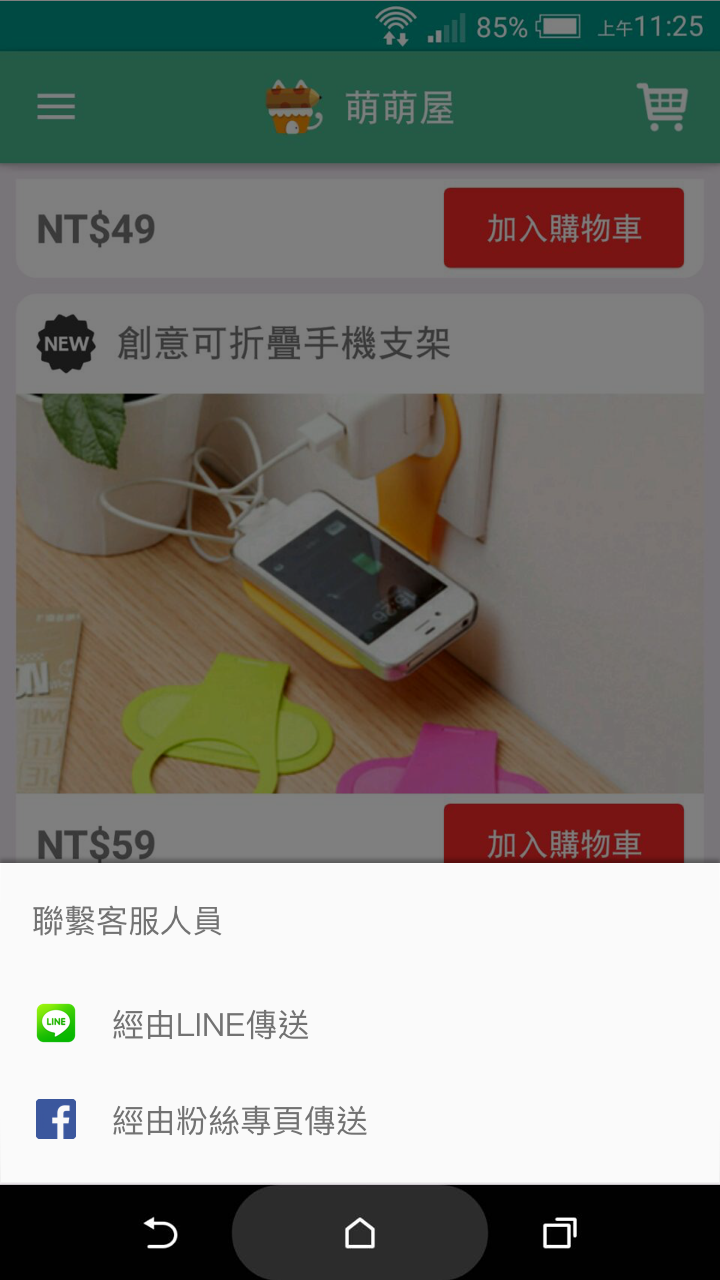 85% 上午11:25
萌萌屋
NT$49 加入購物車
NEW 創意可折疊手機支架
NT$59 加入購物車
聯繫客服人員
LINE 經由LINE傳送
f 經由粉絲專頁傳送